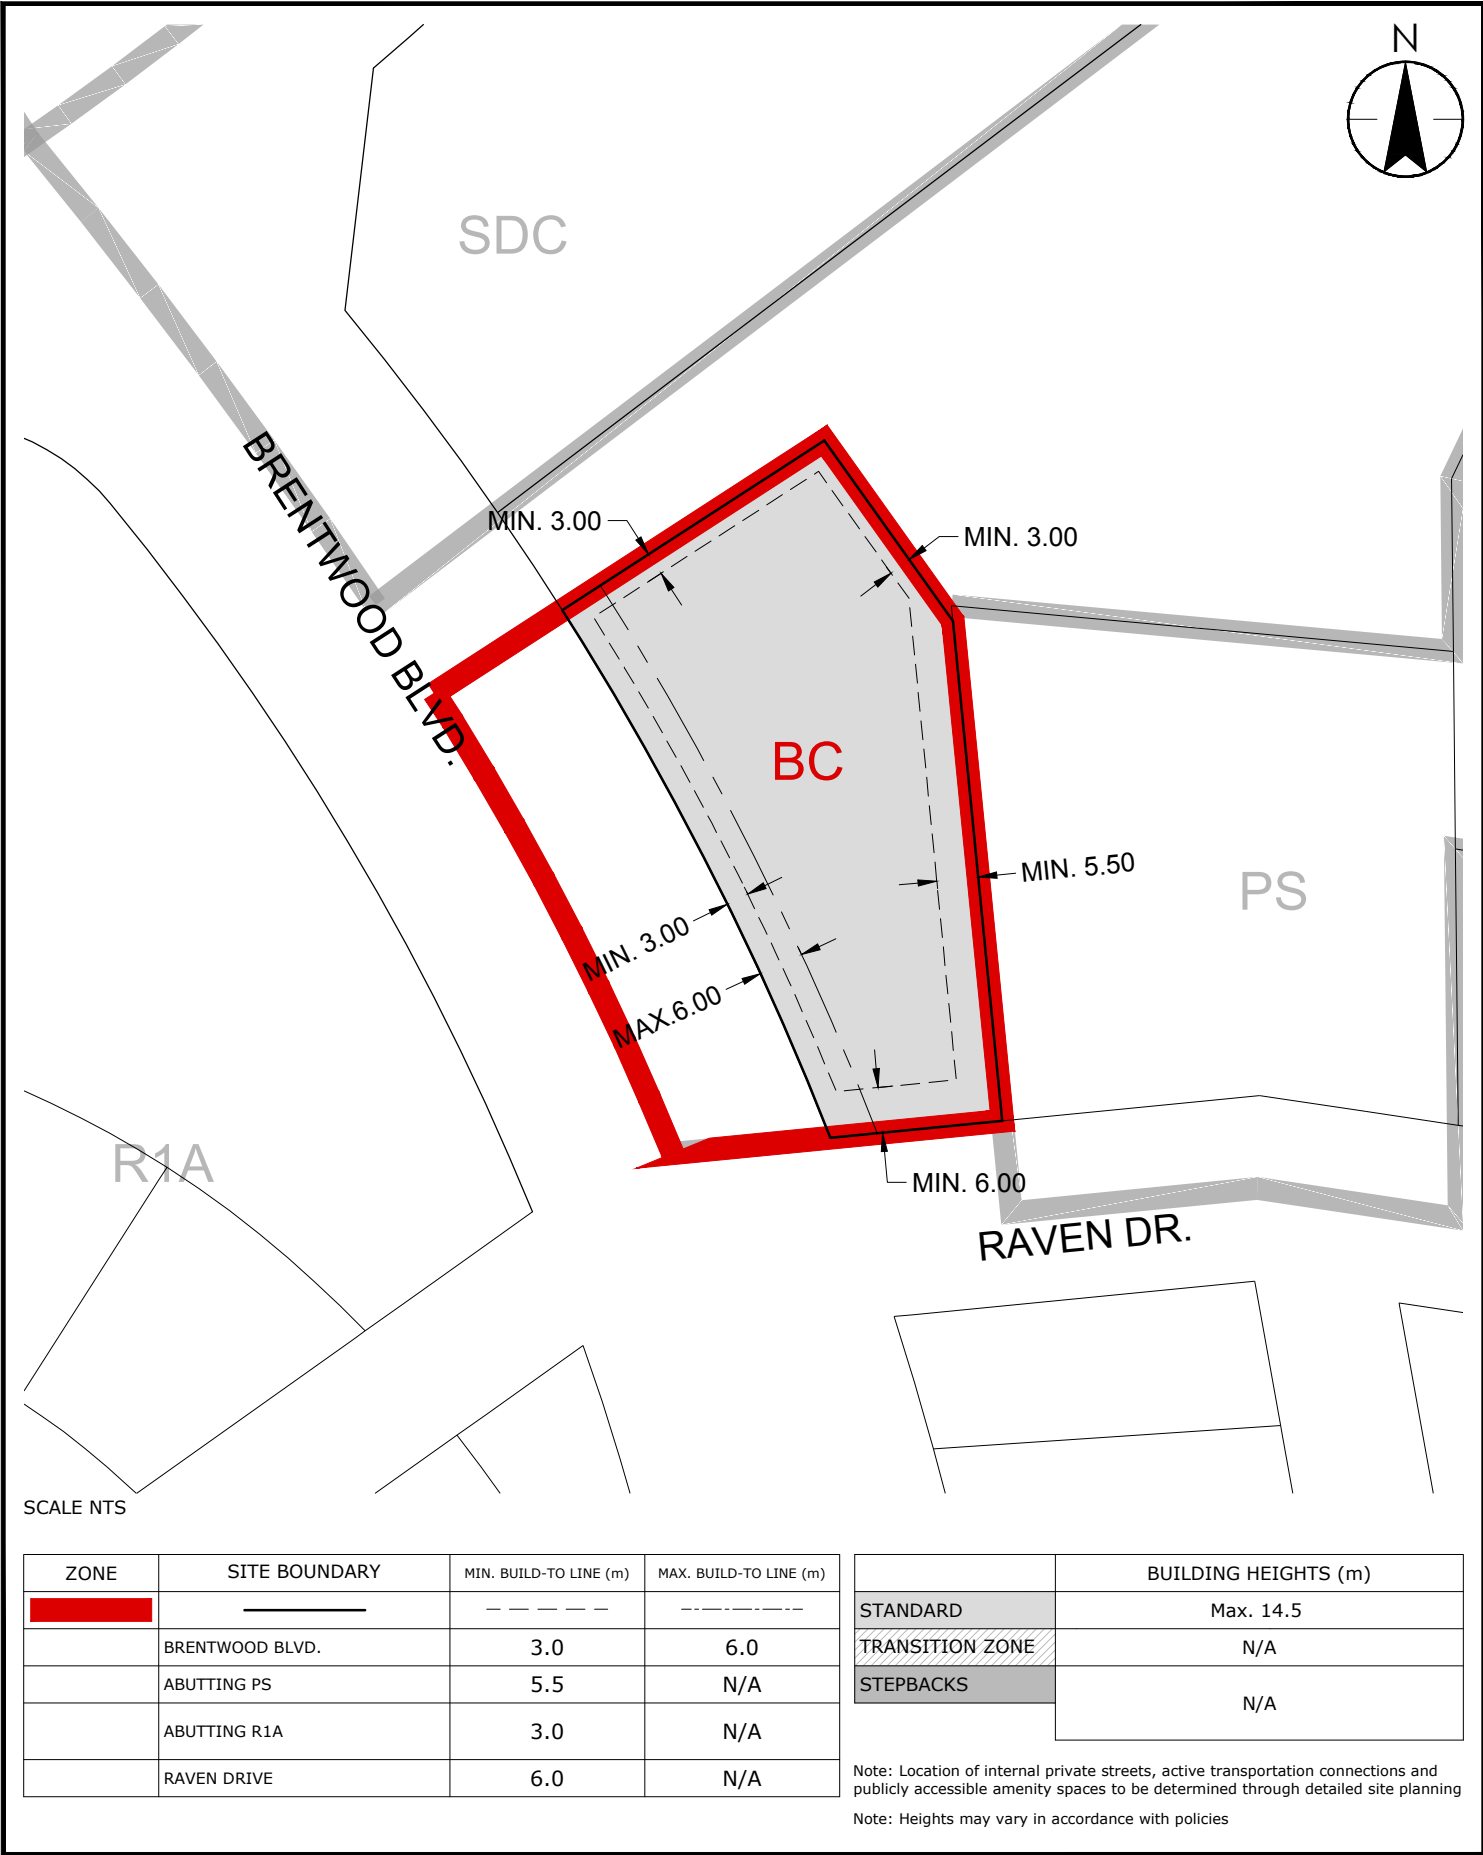 N
SDC
BRENTWOOD BLVD.
MIN. 3.00
MIN. 3.00
BC
MIN. 5.50
PS
MIN. 3.00
MAX.6.00
R1A
MIN. 6.00
RAVEN DR.
SCALE NTS
ZONE SITE BOUNDARY MIN. BUILD-TO LINE (m) MAX. BUILD-TO LINE (m)
BRENTWOOD BLVD. 3.0 6.0
ABUTTING PS 5.5 N/A
ABUTTING R1A 3.0 N/A
RAVEN DRIVE 6.0 N/A
BUILDING HEIGHTS (m)
STANDARD Max. 14.5
TRANSITION ZONE N/A
STEPBACKS N/A
Note: Location of internal private streets, active transportation connections and
publicly accessible amenity spaces to be determined through detailed site planning
Note: Heights may vary in accordance with policies